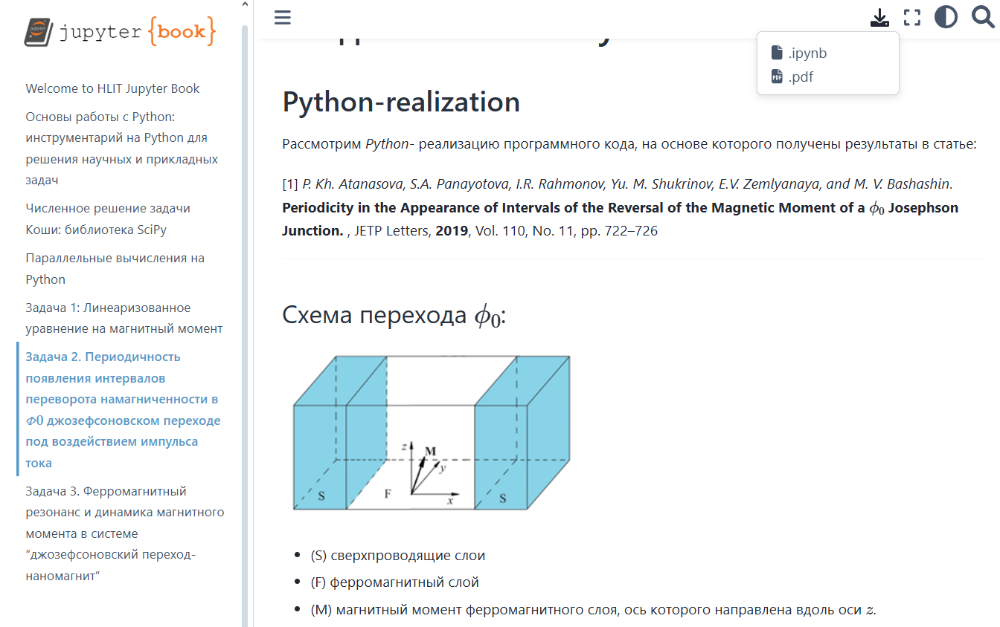 jupyter {book}
Welcome to HLIT Jupyter Book
Основы работы с Python:
инструментарий на Python для
решения научных и прикладных
задач
Численное решение задачи
Коши: библиотека SciPy
Параллельные вычисления на
Python
Задача 1: Линеаризованное
уравнение на магнитный момент
Задача 2. Периодичность
появления интервалов
переворота намагниченности в
Φ0 джозефсоновском переходе
под воздействием импульса
тока
Задача 3. Ферромагнитный
резонанс и динамика магнитного
момента в системе
“джозефсоновский переход-
наномагнит”
.ipynb
.pdf
Python-realization
Рассмотрим Python- реализацию программного кода, на основе которого получены результаты в статье:
[1] P. Kh. Atanasova, S.A. Panayotova, I.R. Rahmonov, Yu. M. Shukrinov, E.V. Zemlyanaya, and M. V. Bashashin.
Periodicity in the Appearance of Intervals of the Reversal of the Magnetic Moment of a ϕ0 Josephson
Junction. , JETP Letters, 2019, Vol. 110, No. 11, pp. 722–726
Схема перехода ϕ0:
z M
y
S F x S
• (S) сверхпроводящие слои
• (F) ферромагнитный слой
• (M) магнитный момент ферромагнитного слоя, ось которого направлена вдоль оси z.